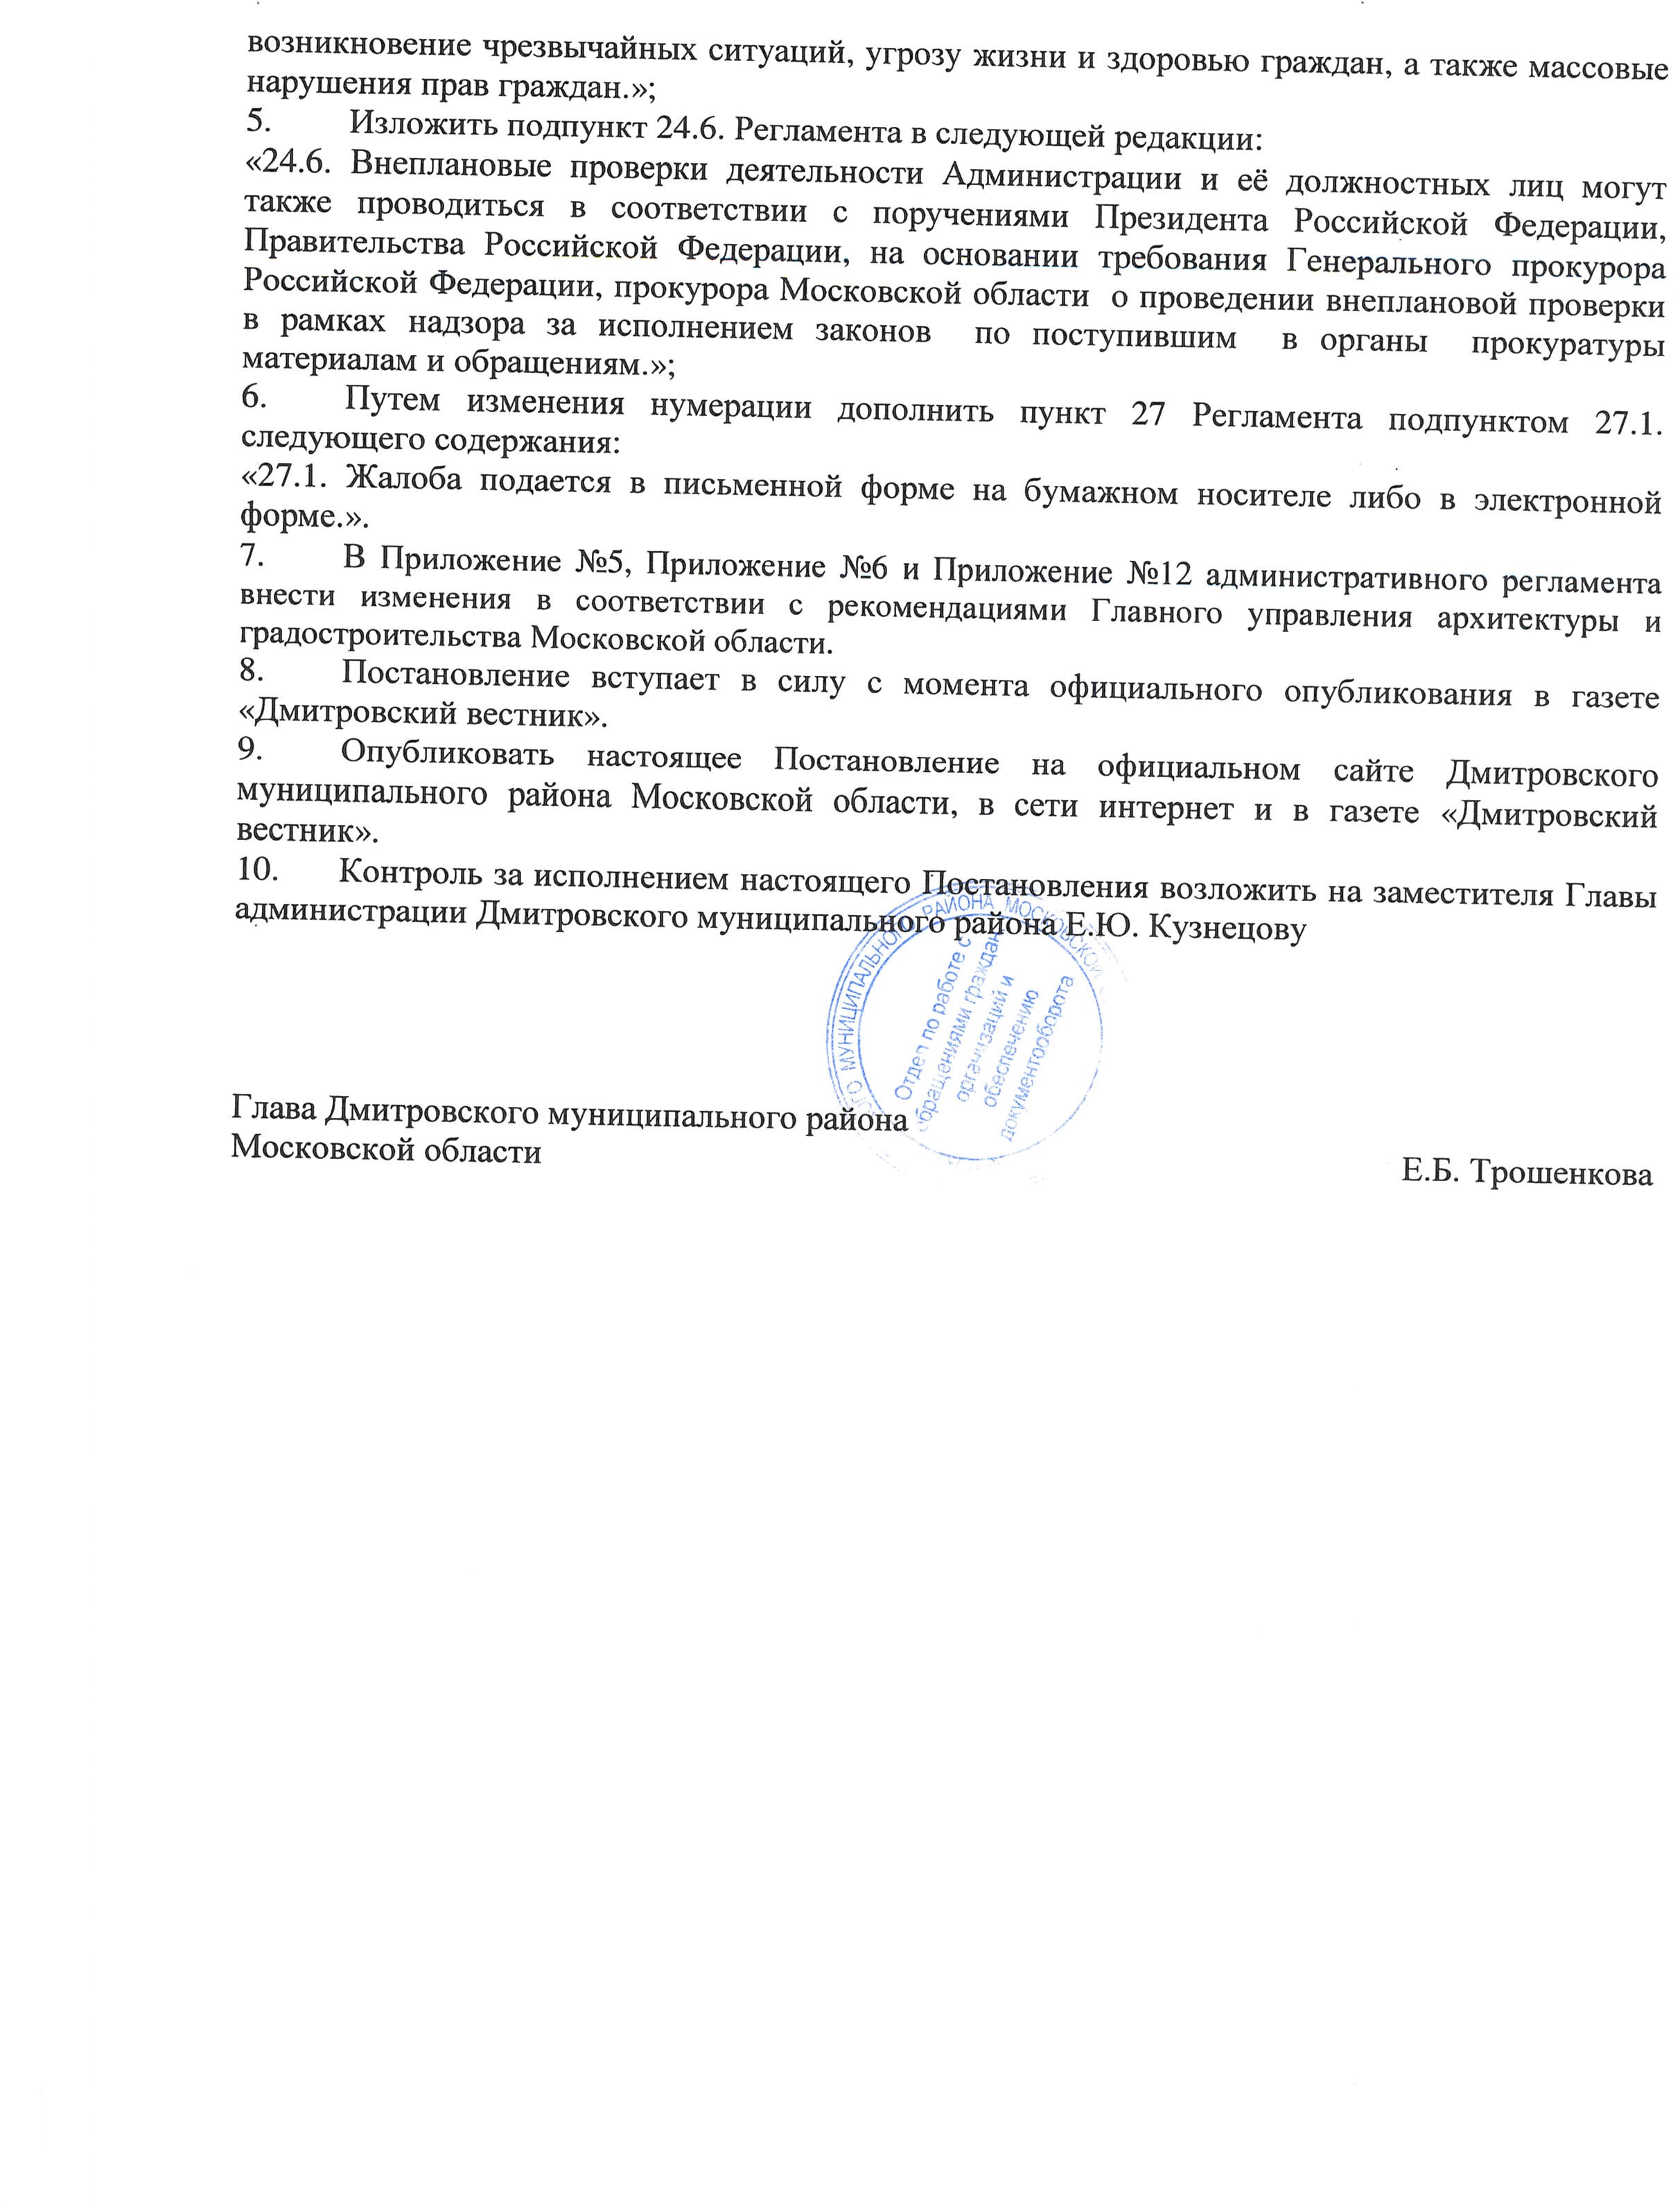 возникновение чрезвычайных ситуаций, угрозу жизни и здоровью граждан, а также массовые
нарушения прав граждан.»;
5. Изложить подпункт 24.6. Регламента в следующей редакции:
«24.6. Внеплановые проверки деятельности Администрации и её должностных лиц могут
также проводиться в соответствии с поручениями Президента Российской Федерации,
Правительства Российской Федерации, на основании требования Генерального прокурора
Российской Федерации, прокурора Московской области о проведении внеплановой проверки
в рамках надзора за исполнением законов по поступившим в органы прокуратуры
материалам и обращениям.»;
6. Путем изменения нумерации дополнить пункт 27 Регламента подпунктом 27.1.
следующего содержания:
«27.1. Жалоба подается в письменной форме на бумажном носителе либо в электронной
форме.».
7. В Приложение №5, Приложение №6 и Приложение №12 административного регламента
внести изменения в соответствии с рекомендациями Главного управления архитектуры и
градостроительства Московской области.
8. Постановление вступает в силу с момента официального опубликования в газете
«Дмитровский вестник».
9. Опубликовать настоящее Постановление на официальном сайте Дмитровского
муниципального района Московской области, в сети интернет и в газете «Дмитровский
вестник».
10. Контроль за исполнением настоящего Постановления возложить на заместителя Главы
администрации Дмитровского муниципального района Е.Ю. Кузнецову
МУНИЦИПАЛЬНОГО РАЙОНА МОСКОВСКОЙ
Отдел по работе с
обращениями граждан
организаций и
обеспечению
документооборота
Глава Дмитровского муниципального района
Московской области
Е.Б. Трошенкова